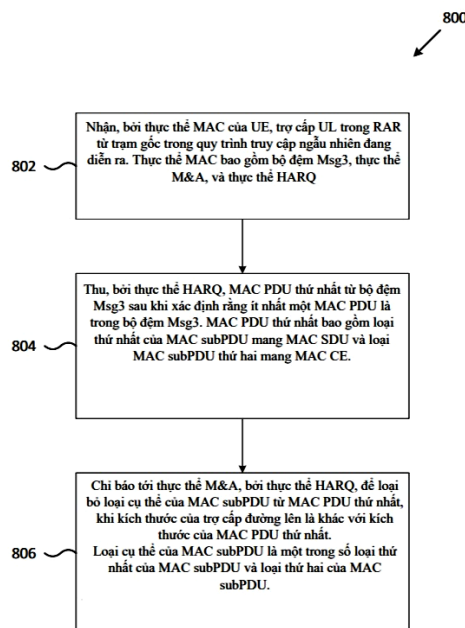 800
Nhận, bởi thực thể MAC của UE, trợ cấp UL trong RAR
từ trạm gốc trong quy trình truy cập ngẫu nhiên đang
diễn ra. Thực thể MAC bao gồm bộ đệm Msg3, thực thể
M&A, và thực thể HARQ
802
Thu, bởi thực thể HARQ, MAC PDU thứ nhất từ bộ đệm
Msg3 sau khi xác định rằng ít nhất một MAC PDU là
trong bộ đệm Msg3. MAC PDU thứ nhất bao gồm loại
thứ nhất của MAC subPDU mang MAC SDU và loại
MAC subPDU thứ hai mang MAC CE.
804
Chỉ báo tới thực thể M&A, bởi thực thể HARQ, để loại
bỏ loại cụ thể của MAC subPDU từ MAC PDU thứ nhất,
khi kích thước của trợ cấp đường lên là khác với kích
thước của MAC PDU thứ nhất.
Loại cụ thể của MAC subPDU là một trong số loại thứ
nhất của MAC subPDU và loại thứ hai của MAC
subPDU.
806